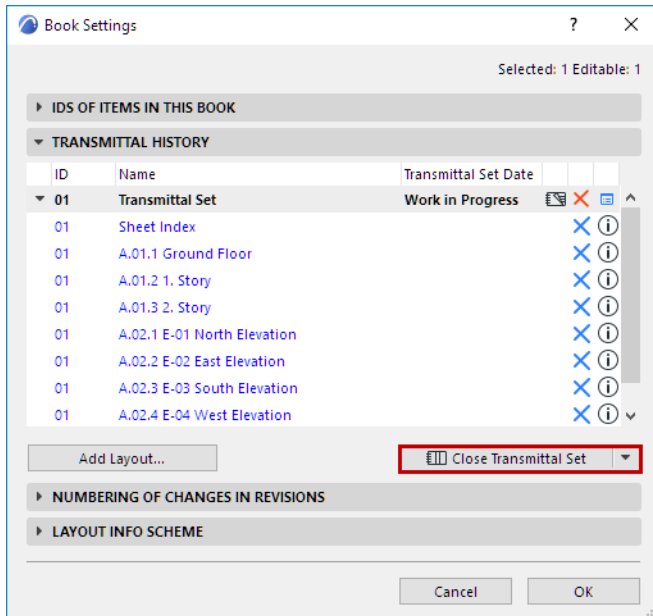 Book Settings ?
Selected: 1 Editable: 1
IDS OF ITEMS IN THIS BOOK
TRANSMITTAL HISTORY
ID Name Transmittal Set Date
01 Transmittal Set Work in Progress
01 Sheet Index
01 A.01.1 Ground Floor
01 A.01.2 1. Story
01 A.01.3 2. Story
01 A.02.1 E-01 North Elevation
01 A.02.2 E-02 East Elevation
01 A.02.3 E-03 South Elevation
01 A.02.4 E-04 West Elevation
Add Layout... Close Transmittal Set
NUMBERING OF CHANGES IN REVISIONS
LAYOUT INFO SCHEME
Cancel OK